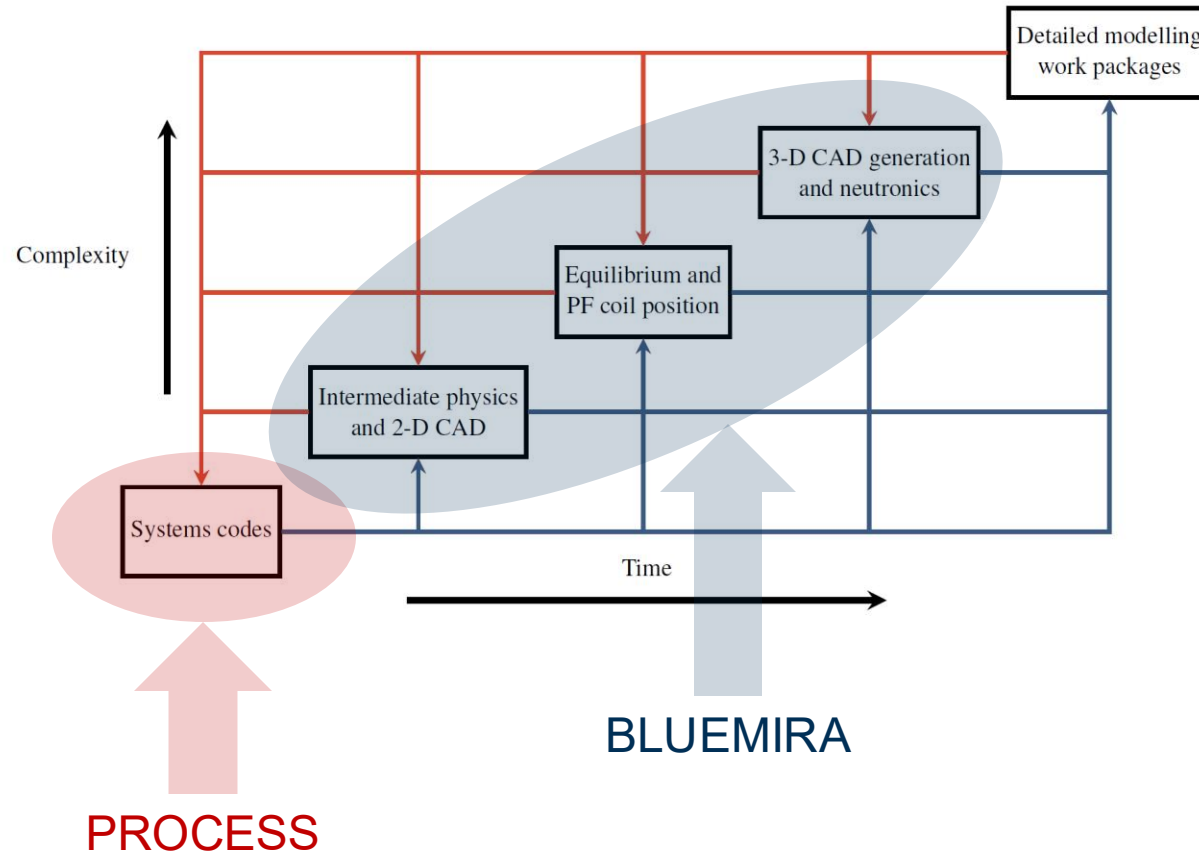 Detailed modelling
work packages
3-D CAD generation
and neutronics
Complexity
Equilibrium and
PF coil position
Intermediate physics
and 2-D CAD
Systems codes
Time
BLUEMIRA
PROCESS